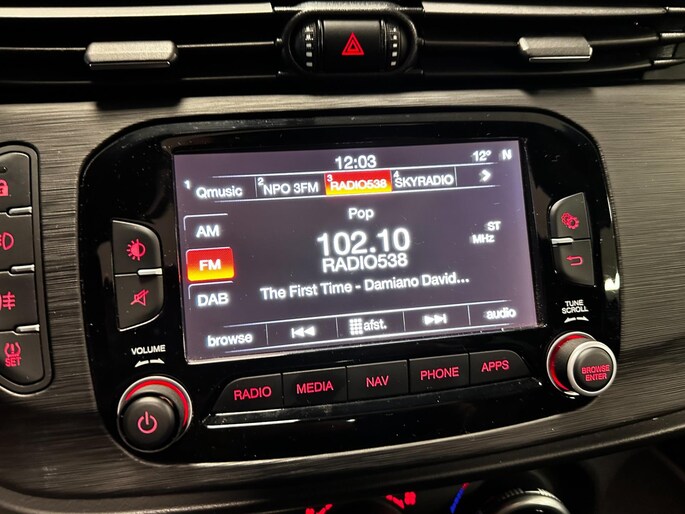 12:03
12° N
1 Qmusic
2 NPO 3FM
3 RADIO538
4 SKYRADIO
Pop
AM
FM
DAB
102.10
ST
MHz
RADIO538
The First Time - Damiano David...
browse
afst.
audio
SET
VOLUME
TUNE
SCROLL
RADIO
MEDIA
NAV
PHONE
APPS
BROWSE
ENTER